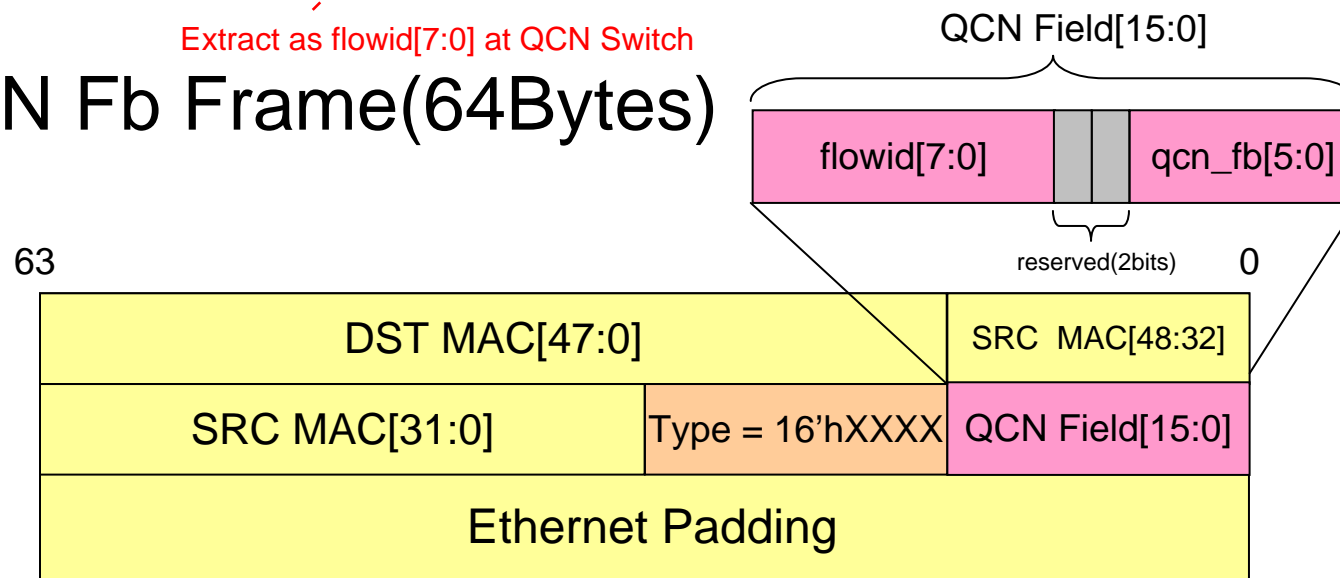 Extract as flowid[7:0] at QCN Switch
QCN Field[15:0]
N Fb Frame(64Bytes)
flowid[7:0]
qcn_fb[5:0]
reserved(2bits)
63
0
DST MAC[47:0]
SRC MAC[48:32]
SRC MAC[31:0]
Type = 16'hXXXX
QCN Field[15:0]
Ethernet Padding